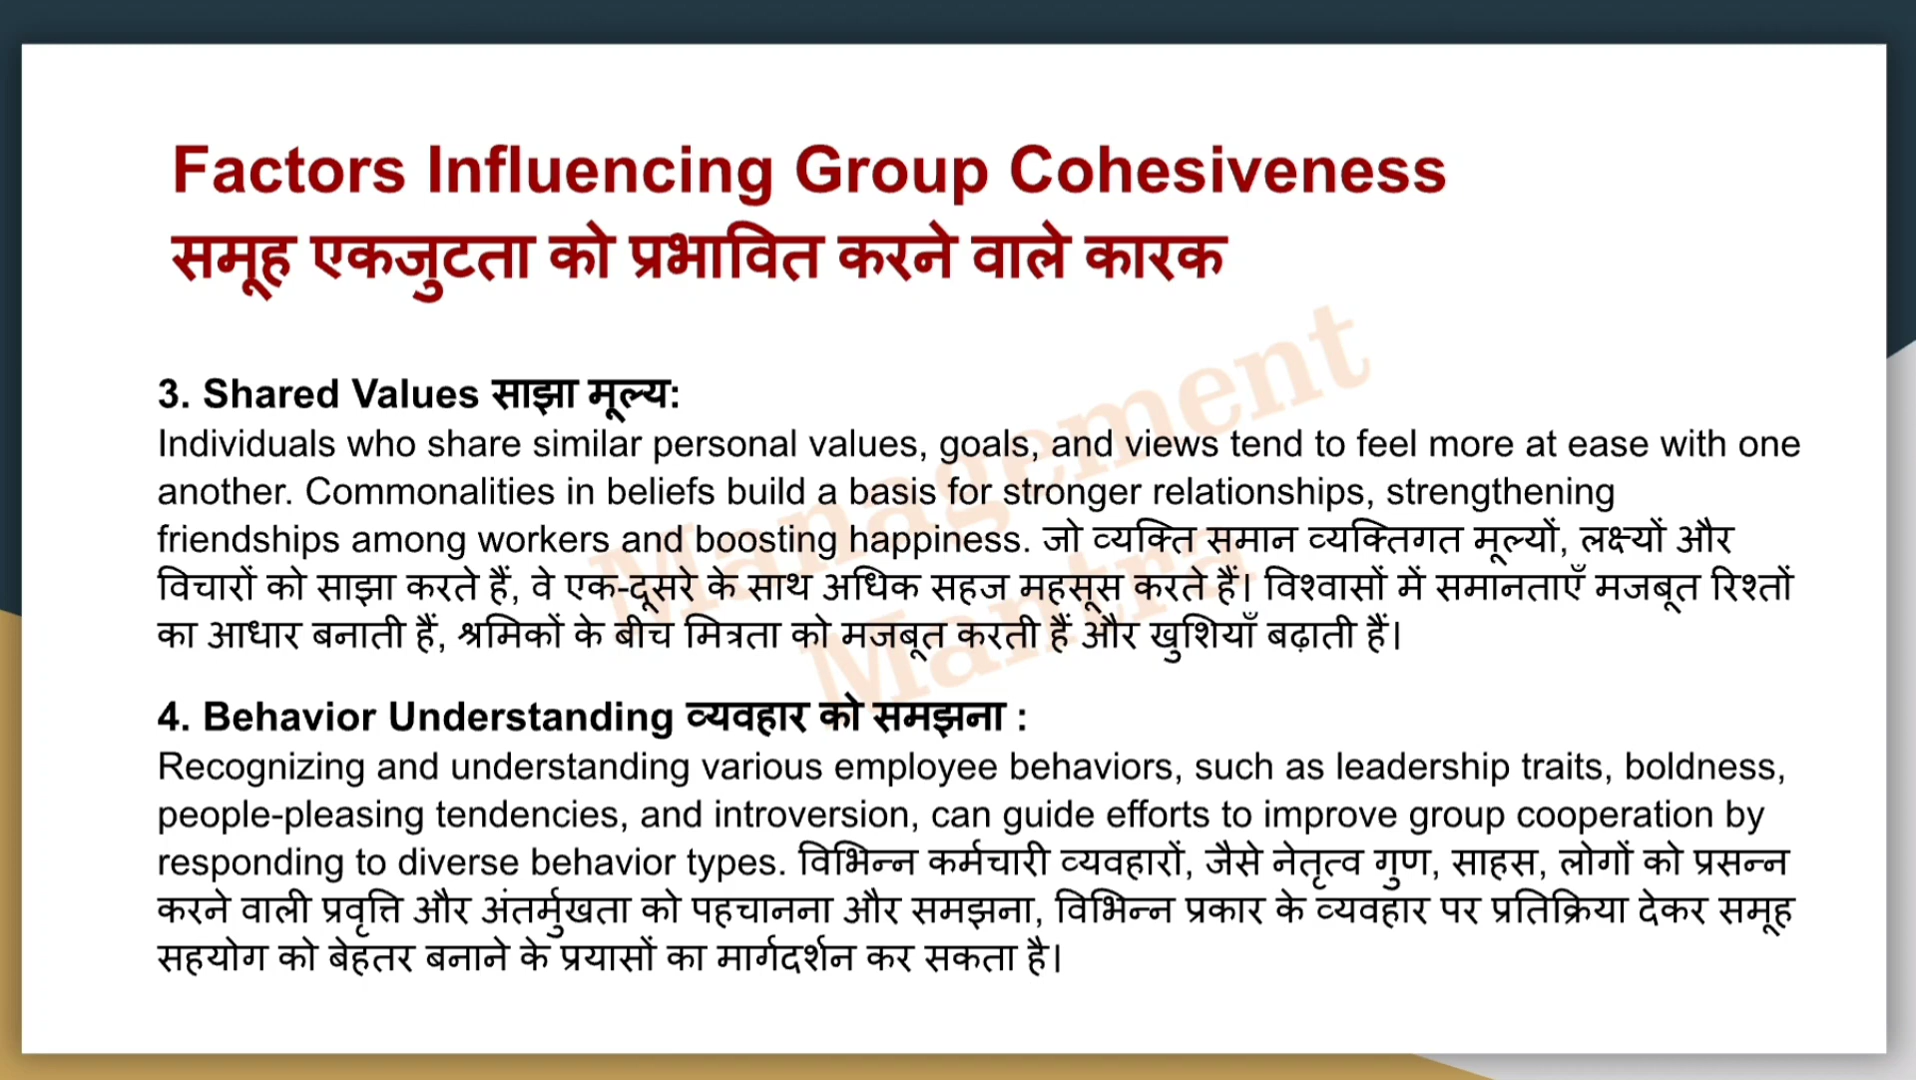 Factors Influencing Group Cohesiveness
समूह एकजुटता को प्रभावित करने वाले कारक
3. Shared Values साझा मूल्य:
Individuals who share similar personal values, goals, and views tend to feel more at ease with one
another. Commonalities in beliefs build a basis for stronger relationships, strengthening
friendships among workers and boosting happiness. जो व्यक्ति समान व्यक्तिगत मूल्यों, लक्ष्यों और
विचारों को साझा करते हैं, वे एक-दूसरे के साथ अधिक सहज महसूस करते हैं। विश्वासों में समानताएँ मजबूत रिश्तों
का आधार बनाती हैं, श्रमिकों के बीच मित्रता को मजबूत करती हैं और खुशियाँ बढ़ाती हैं।
4. Behavior Understanding व्यवहार को समझना :
Recognizing and understanding various employee behaviors, such as leadership traits, boldness,
people-pleasing tendencies, and introversion, can guide efforts to improve group cooperation by
responding to diverse behavior types. विभिन्न कर्मचारी व्यवहारों, जैसे नेतृत्व गुण, साहस, लोगों को प्रसन्न
करने वाली प्रवृत्ति और अंतर्मुखता को पहचानना और समझना, विभिन्न प्रकार के व्यवहार पर प्रतिक्रिया देकर समूह
सहयोग को बेहतर बनाने के प्रयासों का मार्गदर्शन कर सकता है।
Management
Mantra